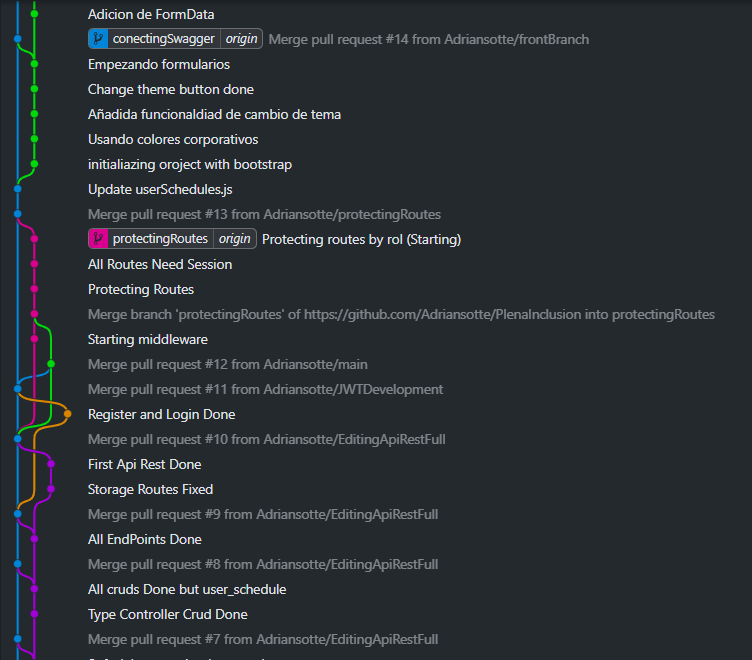 Adicion de FormData
conectingSwagger origin Merge pull request #14 from Adriansotte/frontBranch
Empezando formularios
Change theme button done
Añadida funcionaldiad de cambio de tema
Usando colores corporativos
initialiazing oroject with bootstrap
Update userSchedules.js
Merge pull request #13 from Adriansotte/protectingRoutes
protectingRoutes origin Protecting routes by rol (Starting)
All Routes Need Session
Protecting Routes
Merge branch 'protectingRoutes' of https://github.com/Adriansotte/PlenaInclusion into protectingRoutes
Starting middleware
Merge pull request #12 from Adriansotte/main
Merge pull request #11 from Adriansotte/JWTDevelopment
Register and Login Done
Merge pull request #10 from Adriansotte/EditingApiRestFull
First Api Rest Done
Storage Routes Fixed
Merge pull request #9 from Adriansotte/EditingApiRestFull
All EndPoints Done
Merge pull request #8 from Adriansotte/EditingApiRestFull
All cruds Done but user_schedule
Type Controller Crud Done
Merge pull request #7 from Adriansotte/EditingApiRestFull